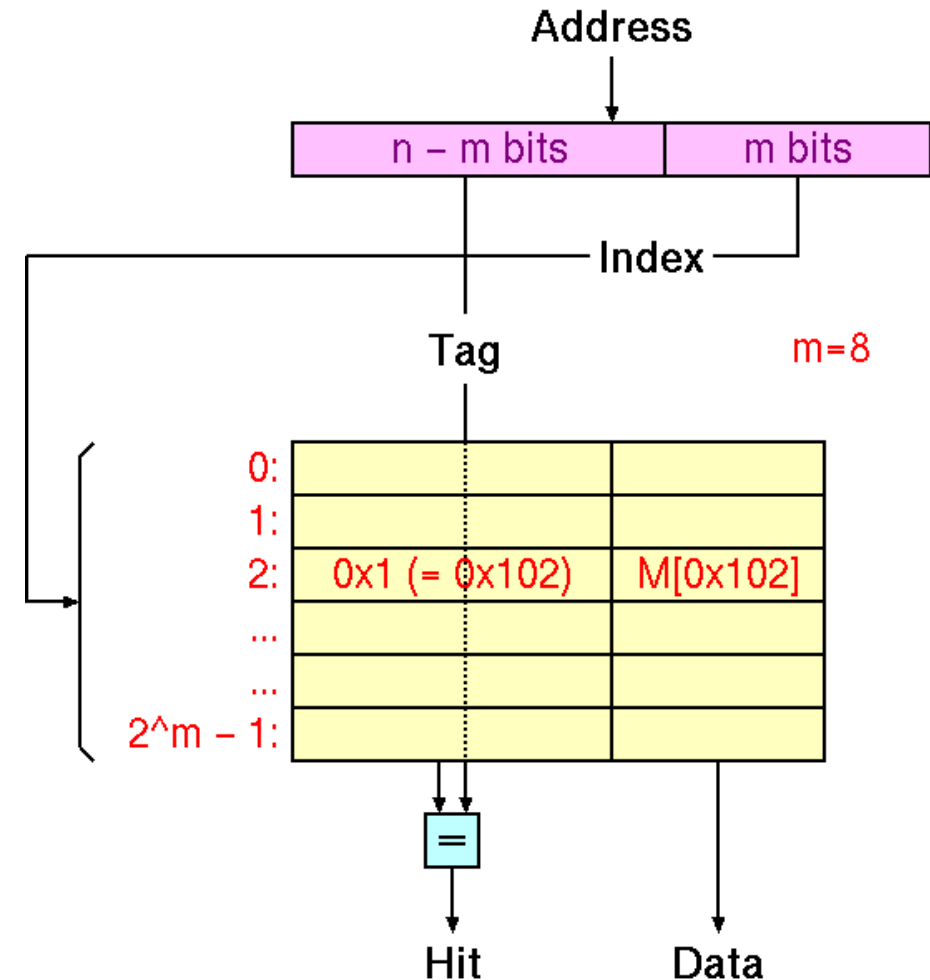 Address
n – m bits m bits
Index
Tag m=8
0:
1:
2: 0x1 (= 0x102) M[0x102]
...
...
2^m – 1:
=
Hit Data